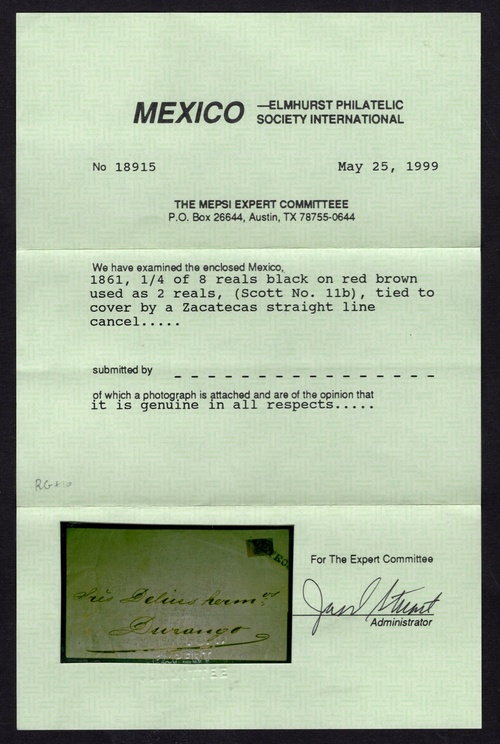 MEXICO —ELMHURST PHILATELIC
SOCIETY INTERNATIONAL
No 18915 May 25, 1999
THE MEPSI EXPERT COMMITTEEE
P.O. Box 26644, Austin, TX 78755-0644
We have examined the enclosed Mexico,
1861, 1/4 of 8 reals black on red brown
used as 2 reals, (Scott No. 11b), tied to
cover by a Zacatecas straight line
cancel.....
submitted by - - - - - - - - - - - - - - - -
of which a photograph is attached and are of the opinion that
it is genuine in all respects.....
For The Expert Committee
Administrator
Delius herm
Durango